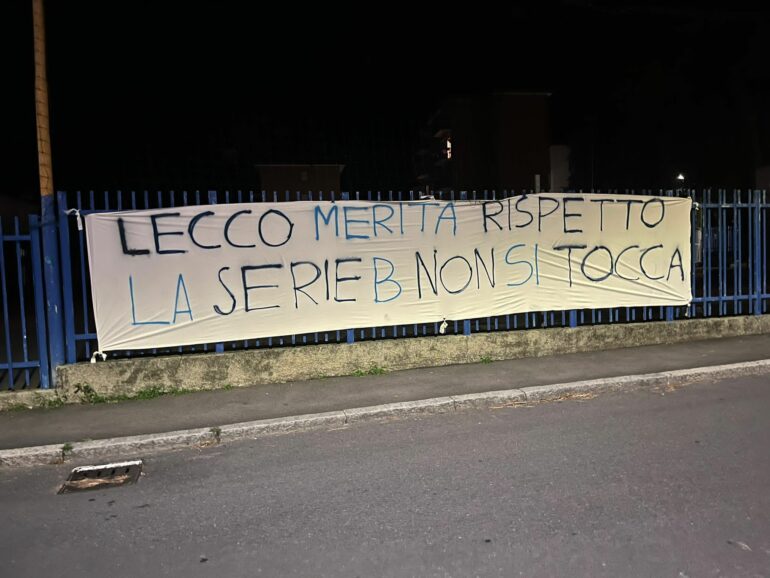 LECCO MERITA RISPETTO
LA SERIE B NON SI TOCCA